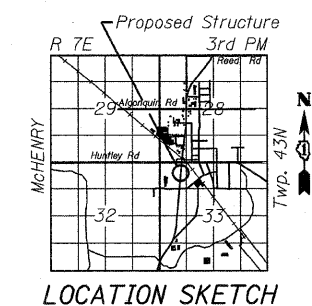 Proposed Structure
R 7E 3rd PM
Reed Rd
29 Algonquin Rd 28
N
McHENRY
Huntley Rd
Twp. 43N
32 33
LOCATION SKETCH